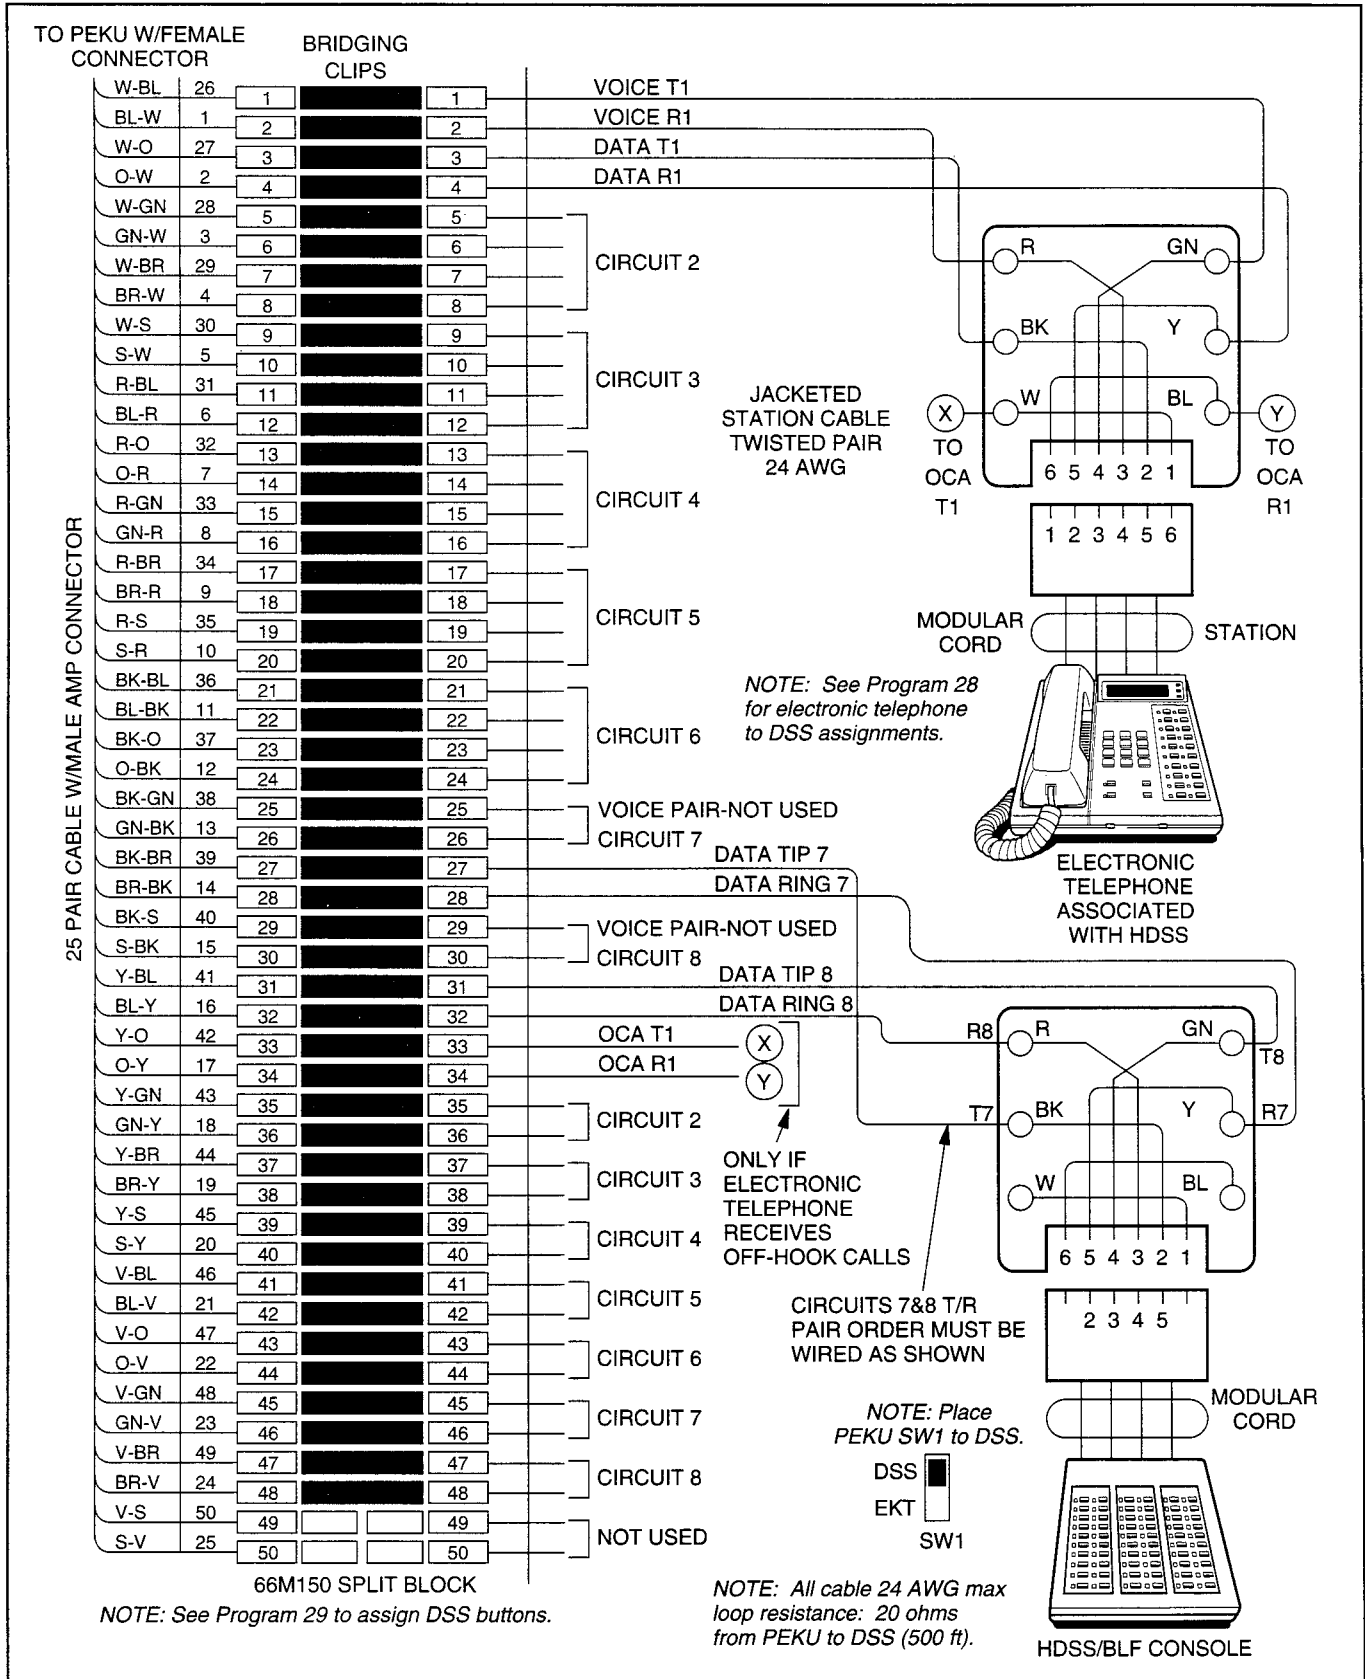 TO PEKU W/FEMALE
CONNECTOR
BRIDGING
CLIPS
25 PAIR CABLE W/MALE AMP CONNECTOR
W-BL 26 1 1 VOICE T1
BL-W 1 2 2 VOICE R1
W-O 27 3 3 DATA T1
O-W 2 4 4 DATA R1
W-GN 28 5 5
GN-W 3 6 6
CIRCUIT 2
W-BR 29 7 7
BR-W 4 8 8
W-S 30 9 9
S-W 5 10 10
CIRCUIT 3
R-BL 31 11 11
BL-R 6 12 12
R-O 32 13 13
O-R 7 14 14
CIRCUIT 4
R-GN 33 15 15
GN-R 8 16 16
R-BR 34 17 17
BR-R 9 18 18
CIRCUIT 5
R-S 35 19 19
S-R 10 20 20
BK-BL 36 21 21
BL-BK 11 22 22
CIRCUIT 6
BK-O 37 23 23
O-BK 12 24 24
BK-GN 38 25 25 VOICE PAIR-NOT USED
GN-BK 13 26 26 CIRCUIT 7
BK-BR 39 27 27 DATA TIP 7
BR-BK 14 28 28 DATA RING 7
BK-S 40 29 29 VOICE PAIR-NOT USED
S-BK 15 30 30 CIRCUIT 8
Y-BL 41 31 31 DATA TIP 8
BL-Y 16 32 32 DATA RING 8
Y-O 42 33 33 OCA T1 X
O-Y 17 34 34 OCA R1 Y
Y-GN 43 35 35
CIRCUIT 2
GN-Y 18 36 36
Y-BR 44 37 37
CIRCUIT 3
BR-Y 19 38 38
Y-S 45 39 39
CIRCUIT 4
S-Y 20 40 40
V-BL 46 41 41
CIRCUIT 5
BL-V 21 42 42
V-O 47 43 43
CIRCUIT 6
O-V 22 44 44
V-GN 48 45 45
CIRCUIT 7
GN-V 23 46 46
V-BR 49 47 47
CIRCUIT 8
BR-V 24 48 48
V-S 50 49 49
NOT USED
S-V 25 50 50
66M150 SPLIT BLOCK
NOTE: See Program 29 to assign DSS buttons.
R GN
BK Y
W BL
X
TO
OCA
T1
Y
TO
OCA
R1
6 5 4 3 2 1
1 2 3 4 5 6
JACKETED
STATION CABLE
TWISTED PAIR
24 AWG
MODULAR
CORD
STATION
NOTE: See Program 28
for electronic telephone
to DSS assignments.
ELECTRONIC
TELEPHONE
ASSOCIATED
WITH HDSS
R8 R GN T8
T7 BK Y R7
W BL
6 5 4 3 2 1
2 3 4 5
ONLY IF
ELECTRONIC
TELEPHONE
RECEIVES
OFF-HOOK CALLS
CIRCUITS 7&8 T/R
PAIR ORDER MUST BE
WIRED AS SHOWN
MODULAR
CORD
NOTE: Place
PEKU SW1 to DSS.
DSS
EKT
SW1
NOTE: All cable 24 AWG max
loop resistance: 20 ohms
from PEKU to DSS (500 ft).
HDSS/BLF CONSOLE